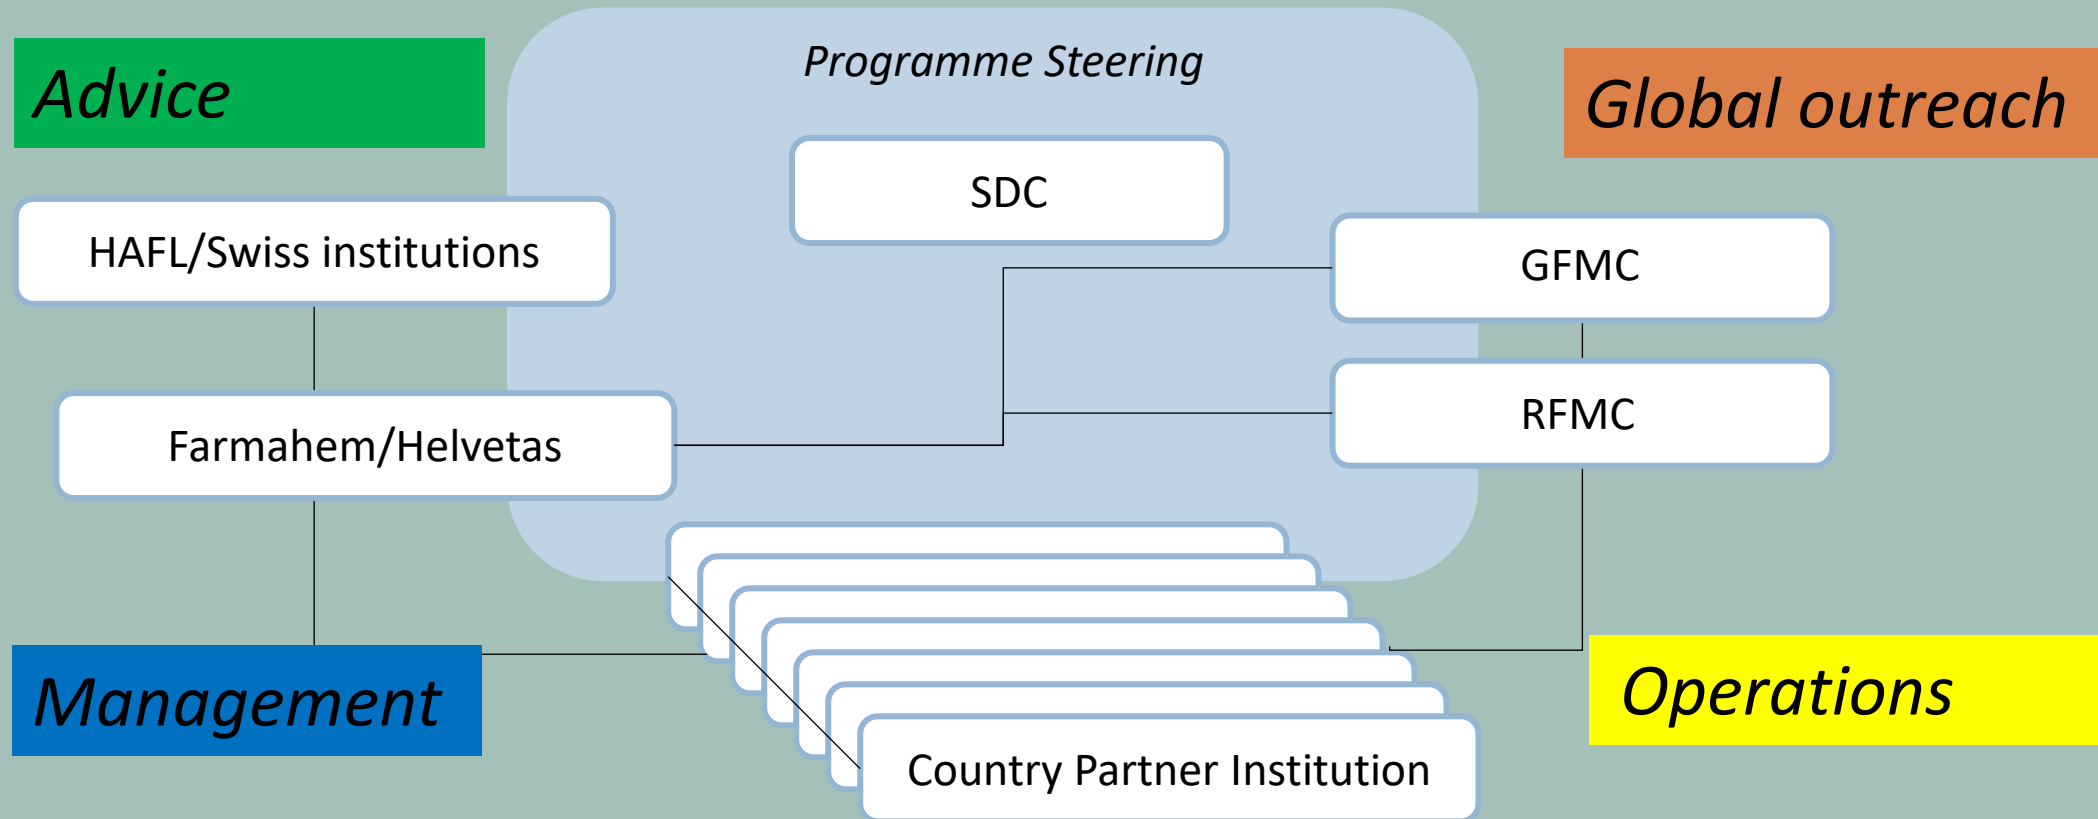 Programme Steering
Advice
Global outreach
SDC
HAFL/Swiss institutions
GFMC
Farmahem/Helvetas
RFMC
Management
Operations
Country Partner Institution